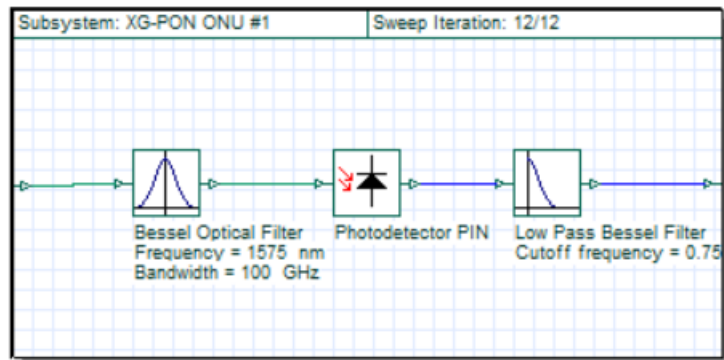 Subsystem: XG-PON ONU #1
Sweep Iteration: 12/12
Bessel Optical Filter
Frequency = 1575 nm
Bandwidth = 100 GHz
Photodetector PIN
Low Pass Bessel Filter
Cutoff frequency = 0.75